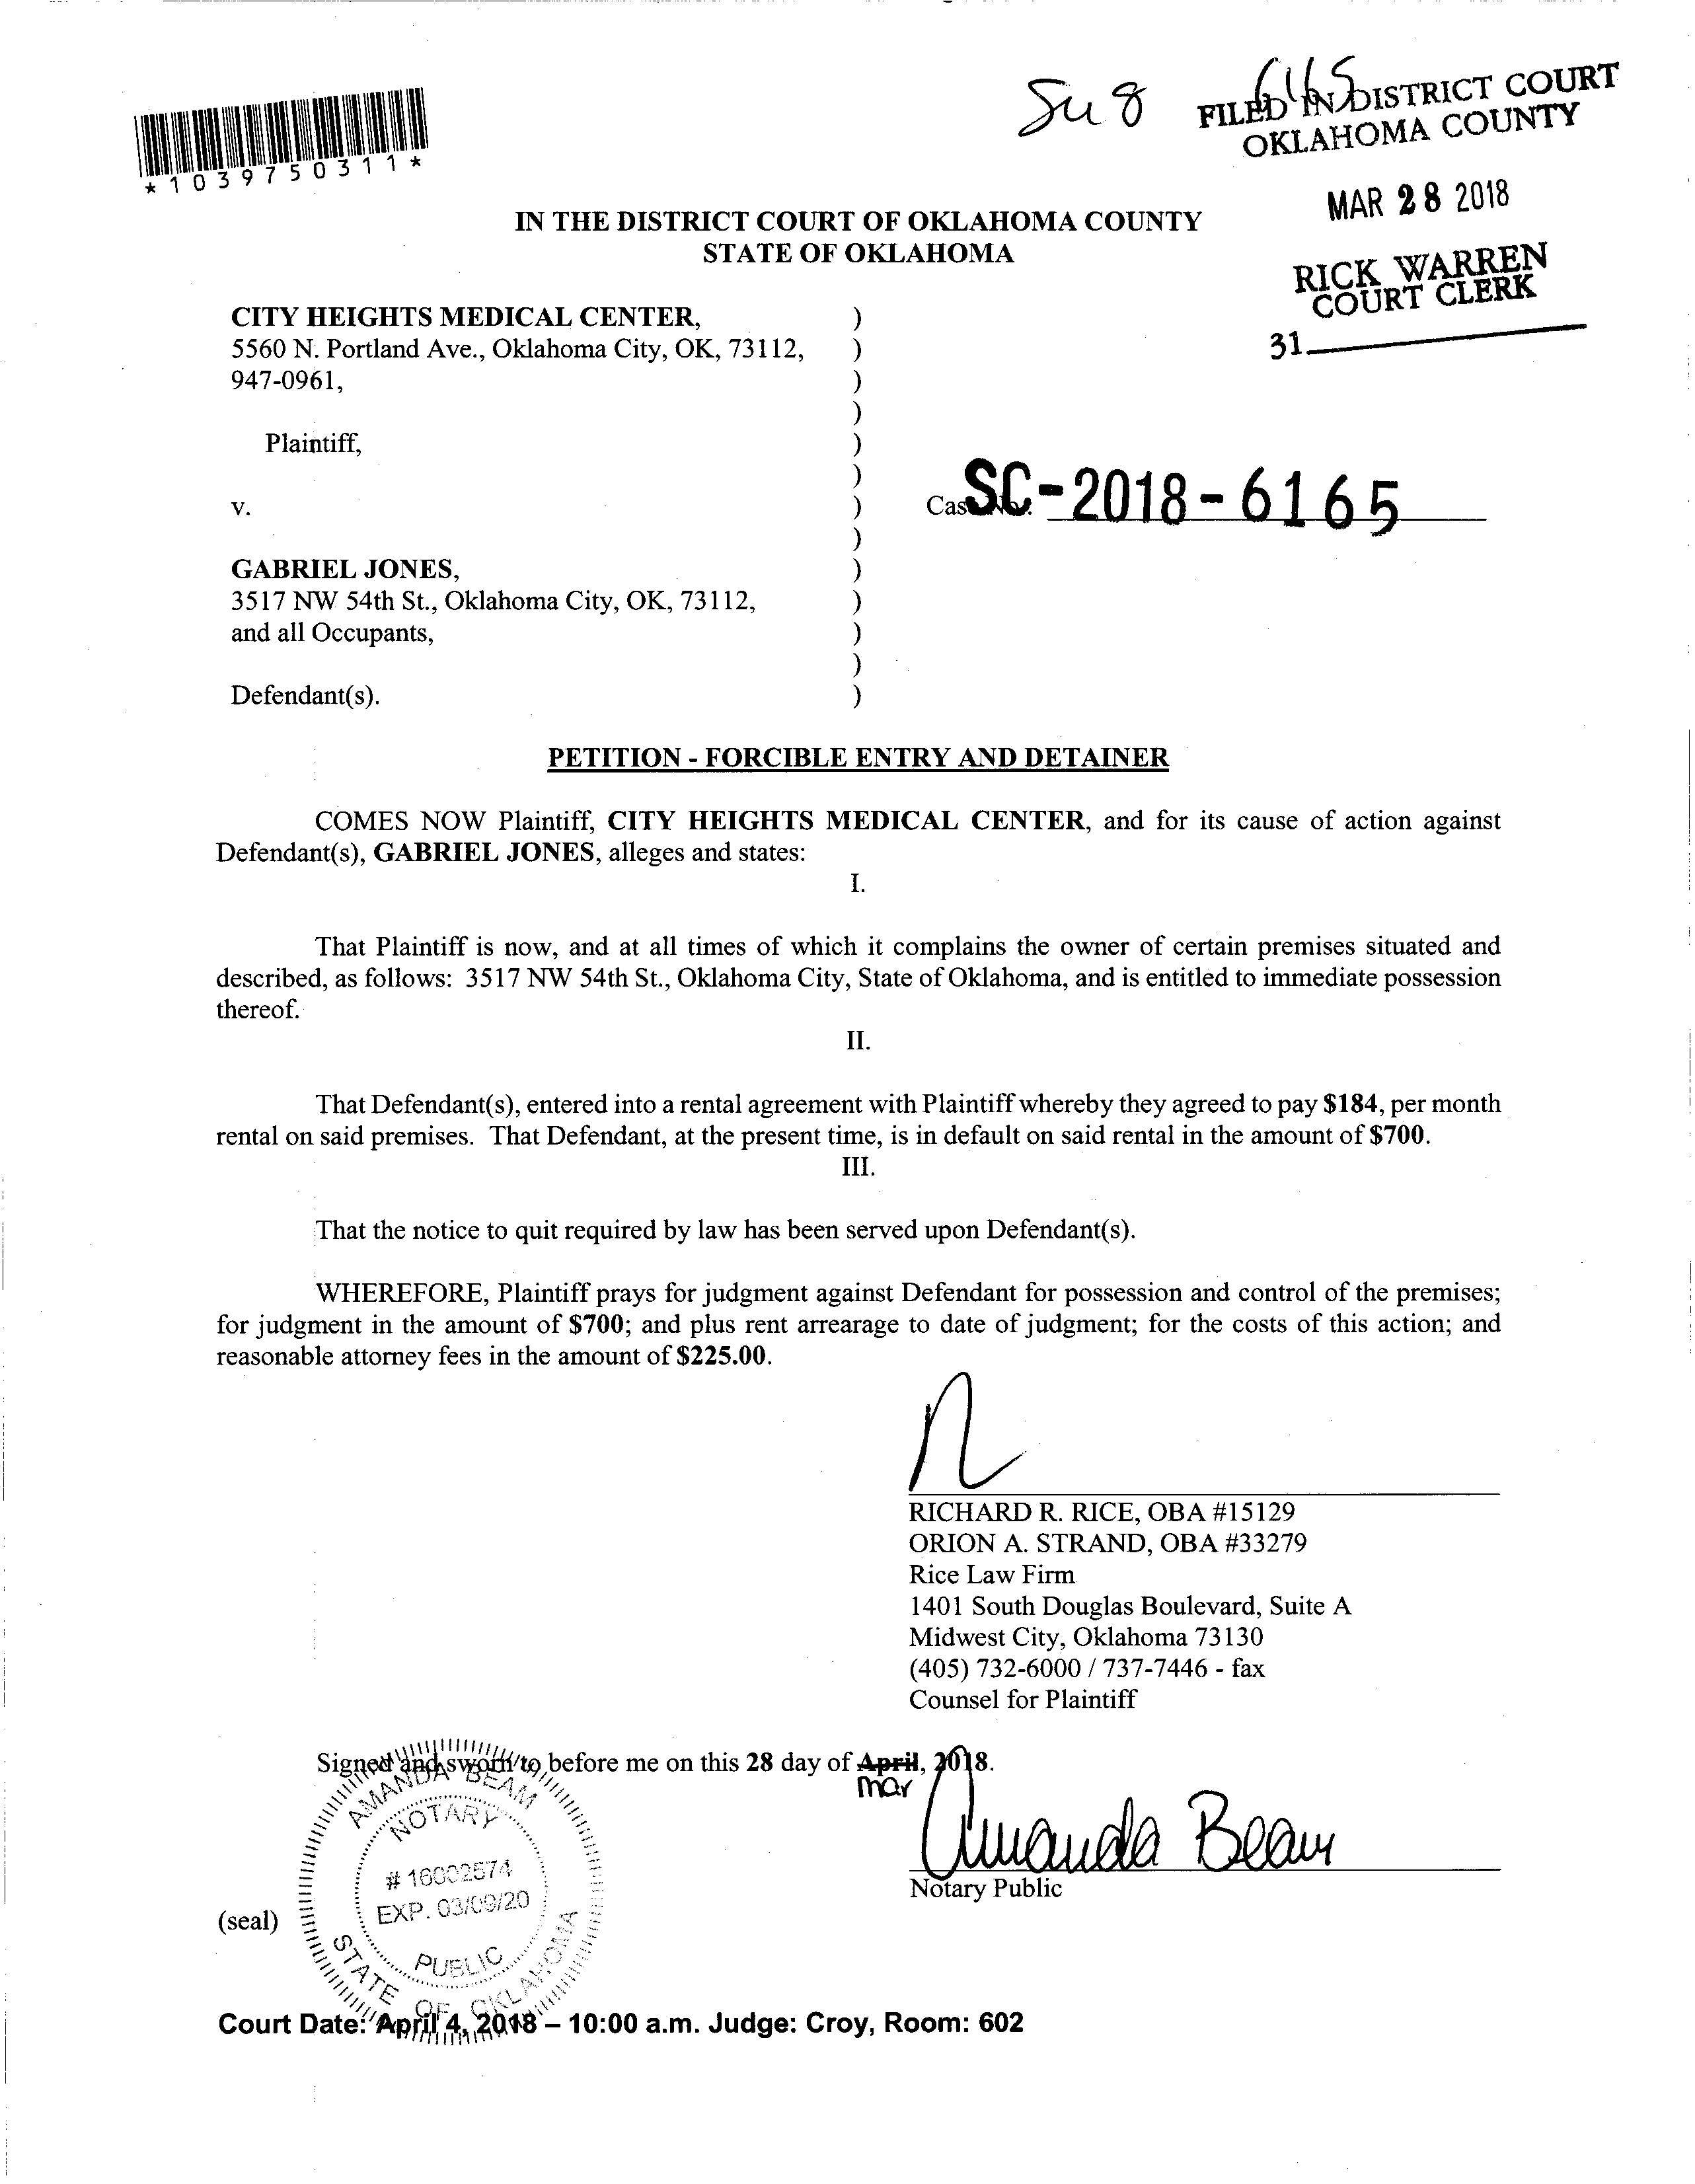 *1039750311*
Su 8
FILED IN DISTRICT COURT
OKLAHOMA COUNTY
MAR 28 2018
RICK WARREN
COURT CLERK
31
IN THE DISTRICT COURT OF OKLAHOMA COUNTY
STATE OF OKLAHOMA
CITY HEIGHTS MEDICAL CENTER, )
5560 N. Portland Ave., Oklahoma City, OK, 73112, )
947-0961, )
)
Plaintiff, )
)
v. ) Case No. SC-2018-6165
)
GABRIEL JONES, )
3517 NW 54th St., Oklahoma City, OK, 73112, )
and all Occupants, )
)
Defendant(s). )
PETITION - FORCIBLE ENTRY AND DETAINER
COMES NOW Plaintiff, CITY HEIGHTS MEDICAL CENTER, and for its cause of action against
Defendant(s), GABRIEL JONES, alleges and states:
I.
That Plaintiff is now, and at all times of which it complains the owner of certain premises situated and
described, as follows: 3517 NW 54th St., Oklahoma City, State of Oklahoma, and is entitled to immediate possession
thereof.
II.
That Defendant(s), entered into a rental agreement with Plaintiff whereby they agreed to pay $184, per month
rental on said premises. That Defendant, at the present time, is in default on said rental in the amount of $700.
III.
That the notice to quit required by law has been served upon Defendant(s).
WHEREFORE, Plaintiff prays for judgment against Defendant for possession and control of the premises;
for judgment in the amount of $700; and plus rent arrearage to date of judgment; for the costs of this action; and
reasonable attorney fees in the amount of $225.00.
RICHARD R. RICE, OBA #15129
ORION A. STRAND, OBA #33279
Rice Law Firm
1401 South Douglas Boulevard, Suite A
Midwest City, Oklahoma 73130
(405) 732-6000 / 737-7446 - fax
Counsel for Plaintiff
Signed and sworn to before me on this 28 day of April, 2018.
mar
Amanda Beam
Notary Public
AMANDA BEAM
NOTARY
# 16002574
EXP. 03/09/20
PUBLIC
STATE OF OKLAHOMA
(seal)
Court Date: April 4, 2018 – 10:00 a.m. Judge: Croy, Room: 602